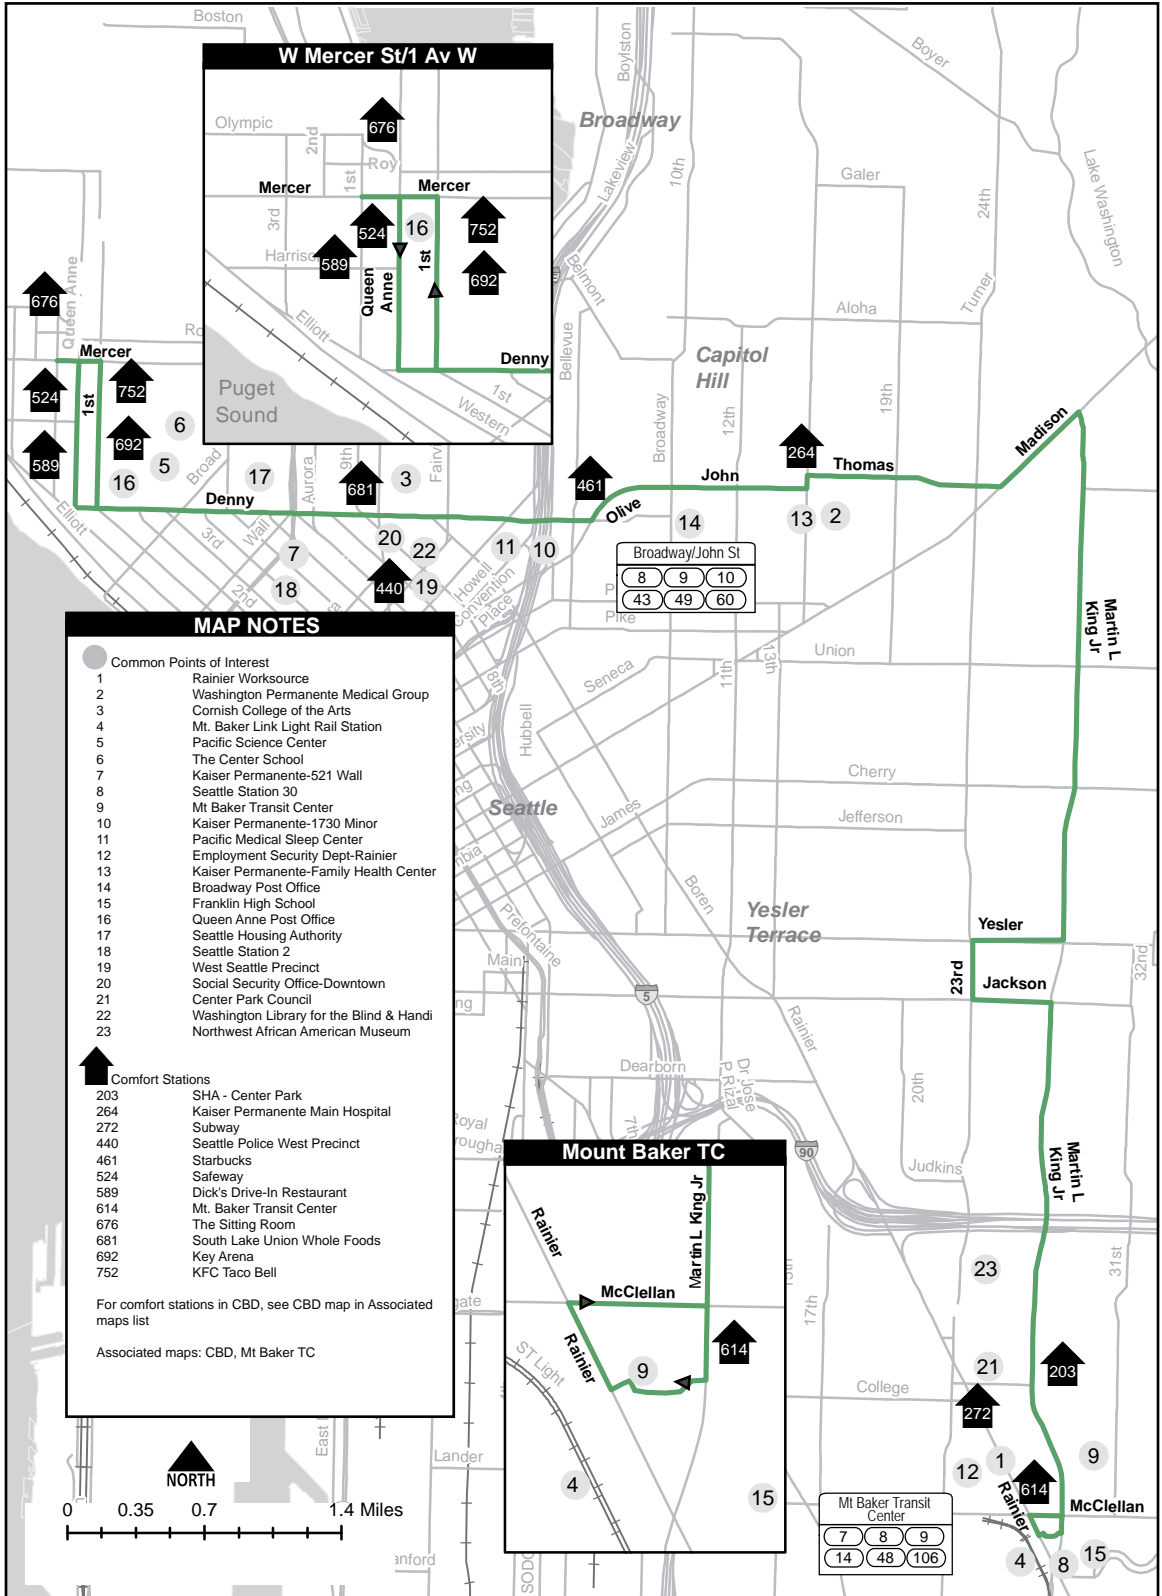 Boston
W Mercer St/1 Av W
Olympic
2nd
Roy
1st
Mercer
Mercer
676
3rd
524
16
752
Harrison
589
1st
692
Queen
Anne
Elliott
Denny
1st
Western
Puget
Sound
Boylston
Boyer
Broadway
Lakeview
10th
Galer
Lake Washington
24th
Belmont
Turner
Aloha
Capitol
Hill
Bellevue
19th
12th
Broadway
676
Queen Anne
Mercer
524
1st
752
6
692
589
5
16
Broad
17
Aurora
9th
681
3
Denny
Elliott
3rd
Wall
2nd
7
18
20
22
440
19
11
10
Howell
Convention
Place
461
Olive
John
264
Thomas
Madison
14
13
2
Broadway/John St
8 9 10
43 49 60
Pike
Union
13th
11th
Seneca
8th
Hubbell
Martin L
King Jr
Cherry
Jefferson
James
Seattle
Boren
Yesler
Terrace
Prefontaine
Main
Yesler
23rd
Jackson
32nd
5
Rainier
Dearborn
Dr Jose
P Rizal
20th
7th
90
Judkins
Martin L
King Jr
31st
23
17th
21
203
College
272
12
1
9
614
Rainier
McClellan
Mt Baker Transit
Center
7 8 9
14 48 106
4
8
15
MAP NOTES
Common Points of Interest
1 Rainier Worksource
2 Washington Permanente Medical Group
3 Cornish College of the Arts
4 Mt. Baker Link Light Rail Station
5 Pacific Science Center
6 The Center School
7 Kaiser Permanente-521 Wall
8 Seattle Station 30
9 Mt Baker Transit Center
10 Kaiser Permanente-1730 Minor
11 Pacific Medical Sleep Center
12 Employment Security Dept-Rainier
13 Kaiser Permanente-Family Health Center
14 Broadway Post Office
15 Franklin High School
16 Queen Anne Post Office
17 Seattle Housing Authority
18 Seattle Station 2
19 West Seattle Precinct
20 Social Security Office-Downtown
21 Center Park Council
22 Washington Library for the Blind & Handi
23 Northwest African American Museum
Comfort Stations
203 SHA - Center Park
264 Kaiser Permanente Main Hospital
272 Subway
440 Seattle Police West Precinct
461 Starbucks
524 Safeway
589 Dick's Drive-In Restaurant
614 Mt. Baker Transit Center
676 The Sitting Room
681 South Lake Union Whole Foods
692 Key Arena
752 KFC Taco Bell
For comfort stations in CBD, see CBD map in Associated
maps list
Associated maps: CBD, Mt Baker TC
Mount Baker TC
Rainier
Martin L King Jr
McClellan
Rainier
614
9
ST Light
4
15
Lander
NORTH
0 0.35 0.7 1.4 Miles